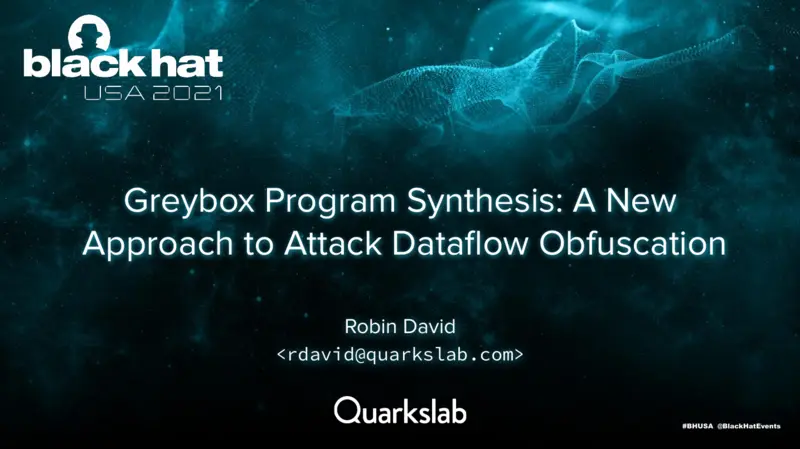 black hat
USA 2021
Greybox Program Synthesis: A New
Approach to Attack Dataflow Obfuscation
Robin David
<rdavid@quarkslab.com>
Quarkslab
#BHUSA @BlackHatEvents